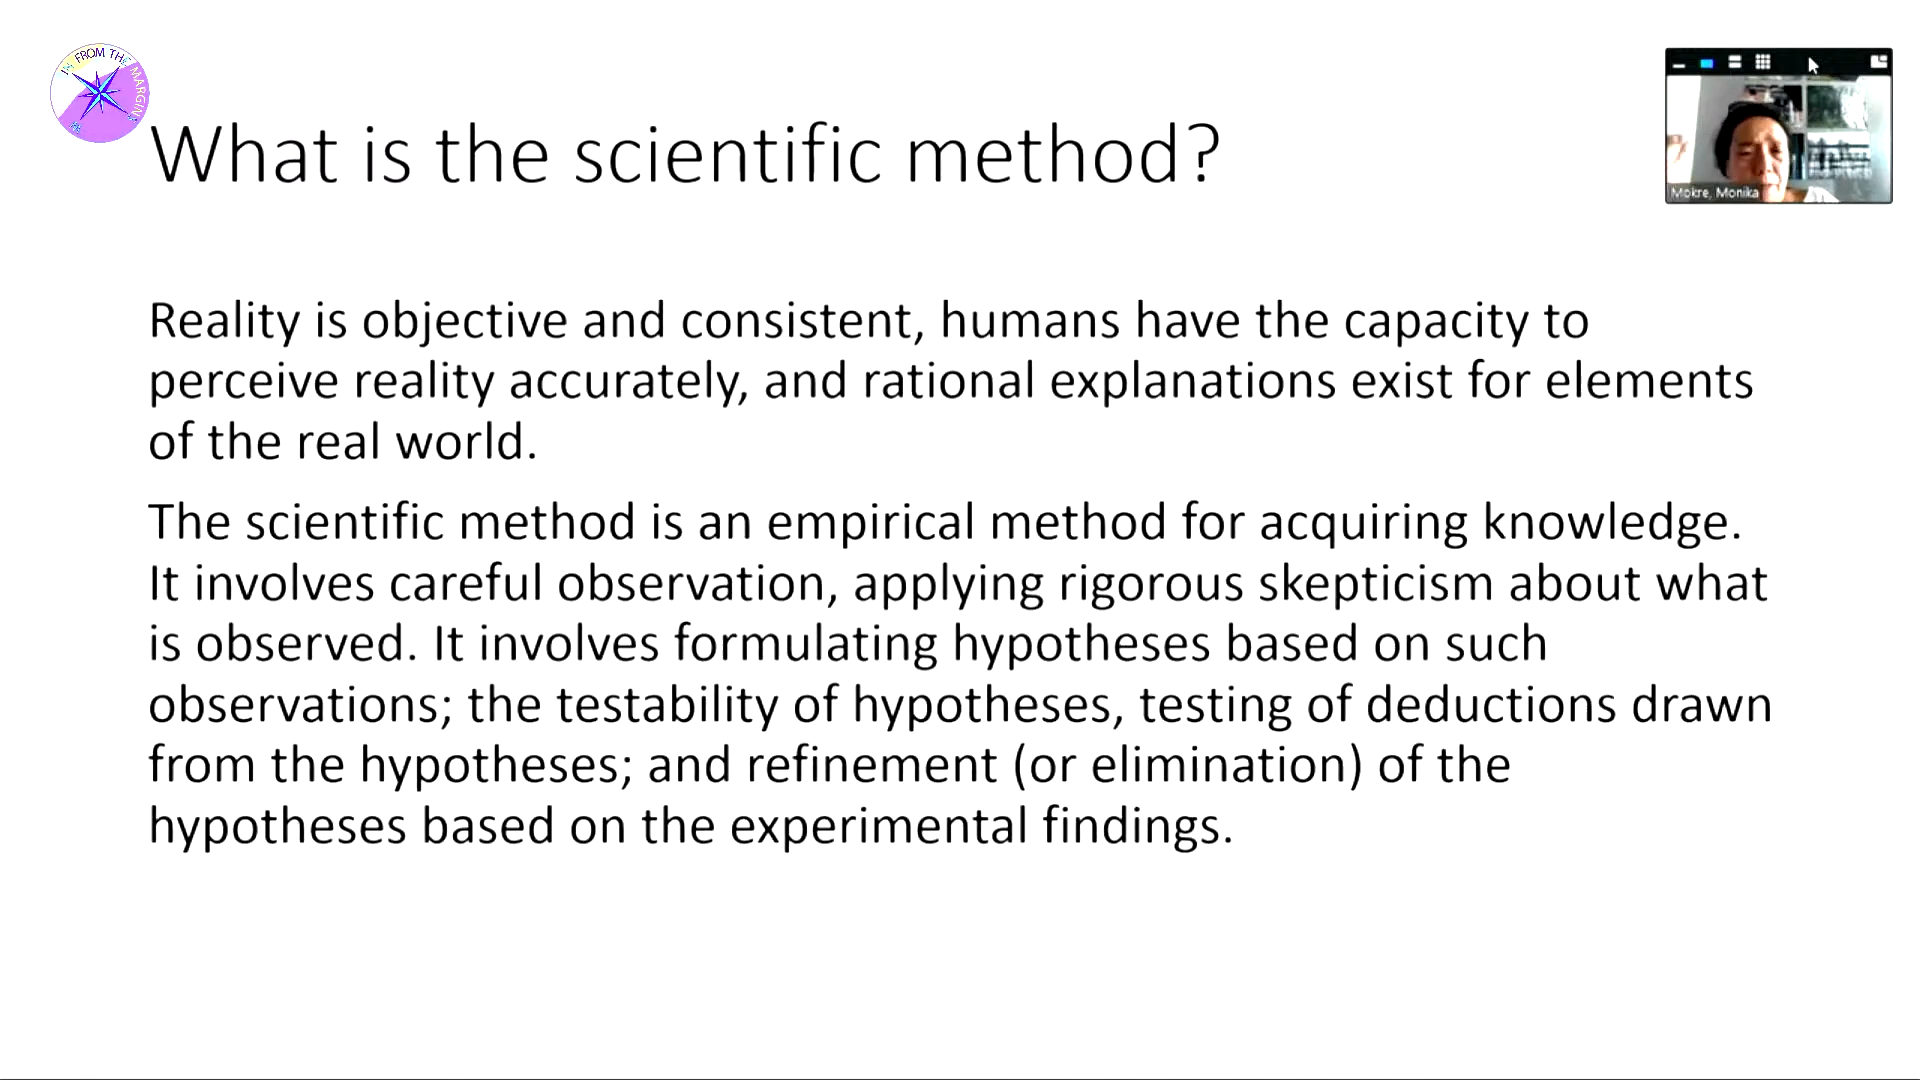 IN FROM THE MARGINS
What is the scientific method?
Mokre, Monika
Reality is objective and consistent, humans have the capacity to
perceive reality accurately, and rational explanations exist for elements
of the real world.
The scientific method is an empirical method for acquiring knowledge.
It involves careful observation, applying rigorous skepticism about what
is observed. It involves formulating hypotheses based on such
observations; the testability of hypotheses, testing of deductions drawn
from the hypotheses; and refinement (or elimination) of the
hypotheses based on the experimental findings.